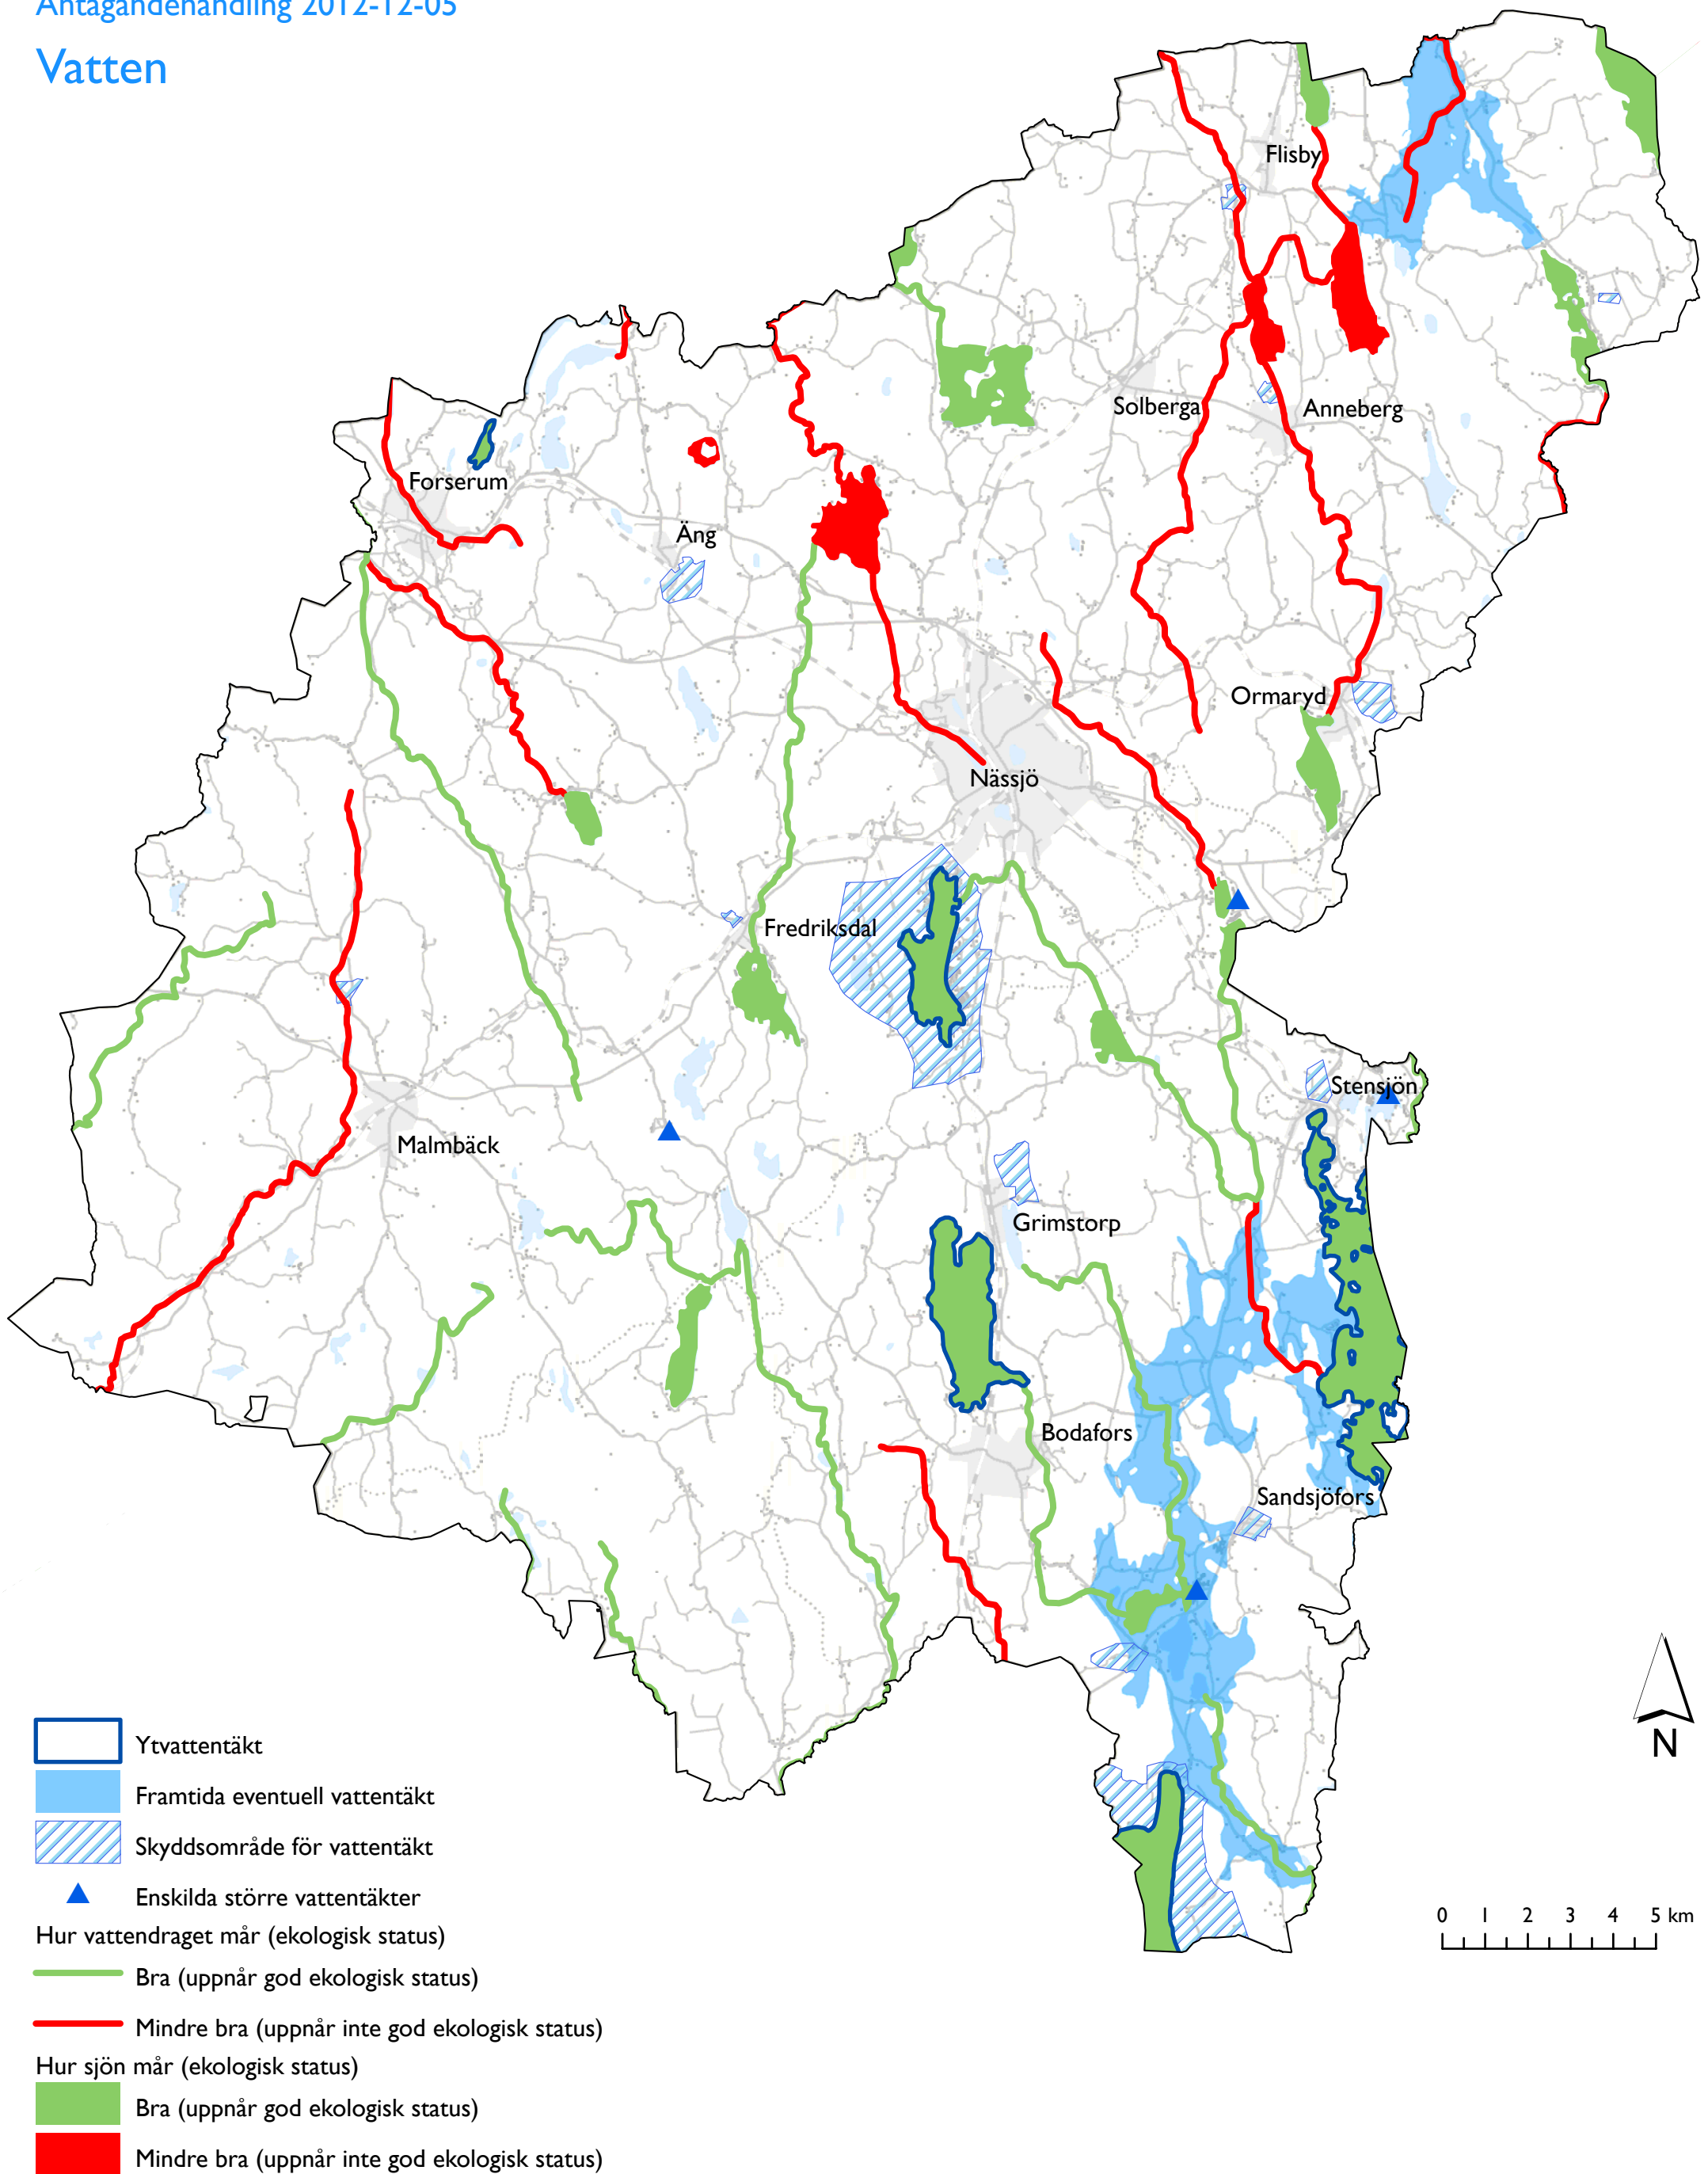 Antagandehandling 2012-12-05
Vatten
Flisby
Solberga
Anneberg
Forserum
Äng
Ormaryd
Nässjö
Fredriksdal
Stensjön
Malmbäck
Grimstorp
Bodafors
Sandsjöfors
N
Ytvattentäkt
Framtida eventuell vattentäkt
Skyddsområde för vattentäkt
Enskilda större vattentäkter
Hur vattendraget mår (ekologisk status)
Bra (uppnår god ekologisk status)
Mindre bra (uppnår inte god ekologisk status)
Hur sjön mår (ekologisk status)
Bra (uppnår god ekologisk status)
Mindre bra (uppnår inte god ekologisk status)
0 1 2 3 4 5 km